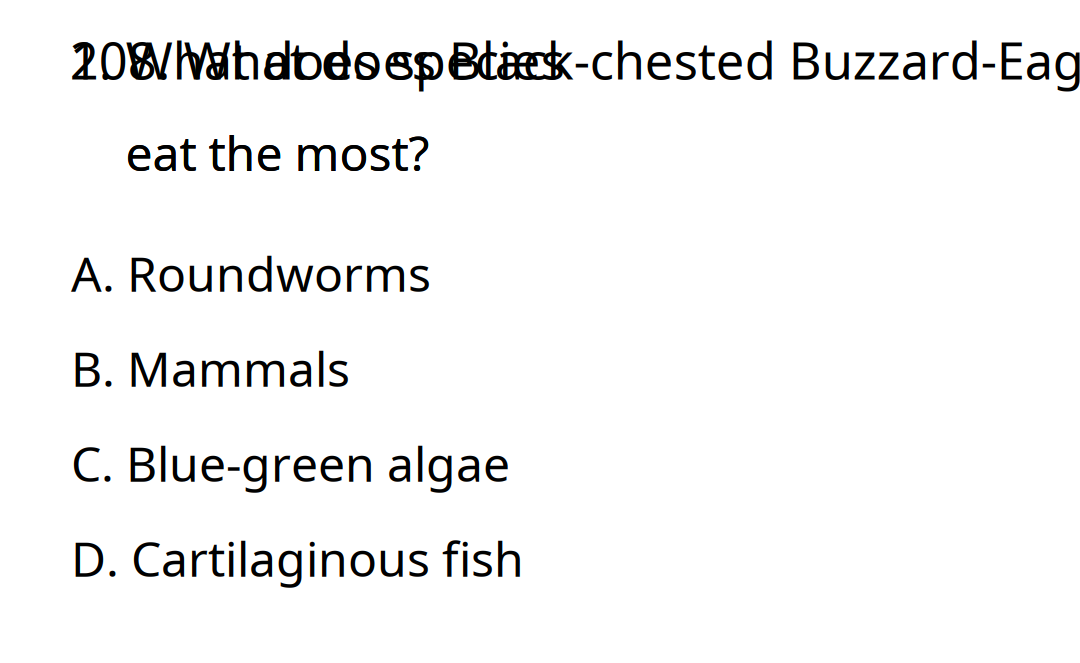 -chested Buzzard-Eag
eat the most?
A. Roundworms
B. Mammals
C. Blue-green algae
D. Cartilaginous fish